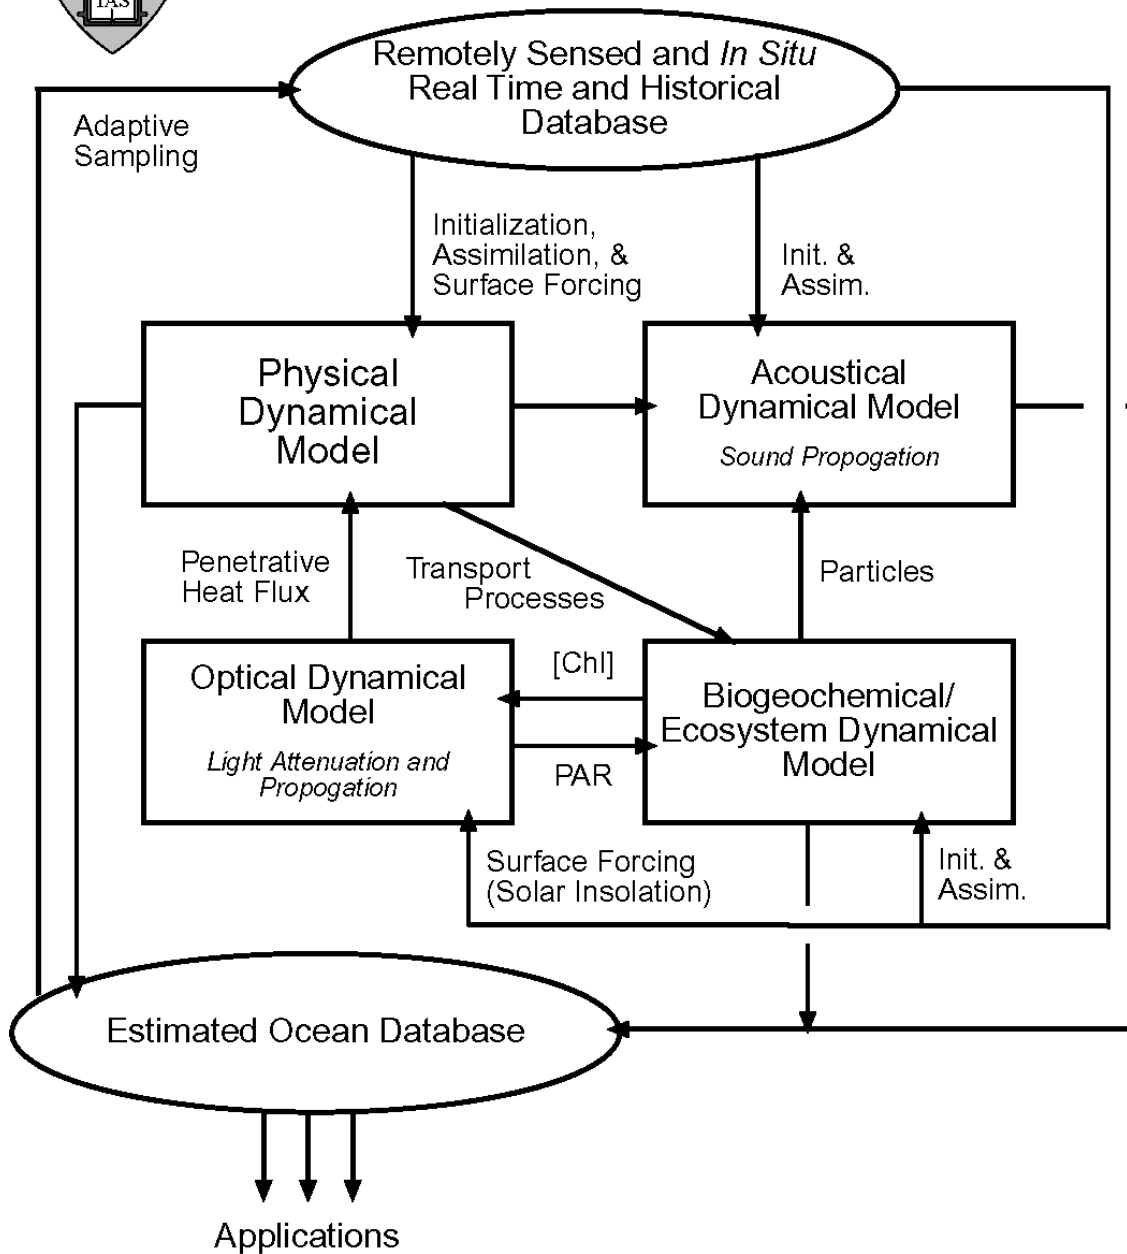 IAS
Remotely Sensed and In Situ
Real Time and Historical
Database
Adaptive
Sampling
Initialization,
Assimilation, &
Surface Forcing
Init. &
Assim.
Physical
Dynamical
Model
Acoustical
Dynamical Model
Sound Propogation
Penetrative
Heat Flux
Transport
Processes
Particles
Optical Dynamical
Model
Light Attenuation and
Propogation
[Chl]
PAR
Biogeochemical/
Ecosystem Dynamical
Model
Surface Forcing
(Solar Insolation)
Init. &
Assim.
Estimated Ocean Database
Applications